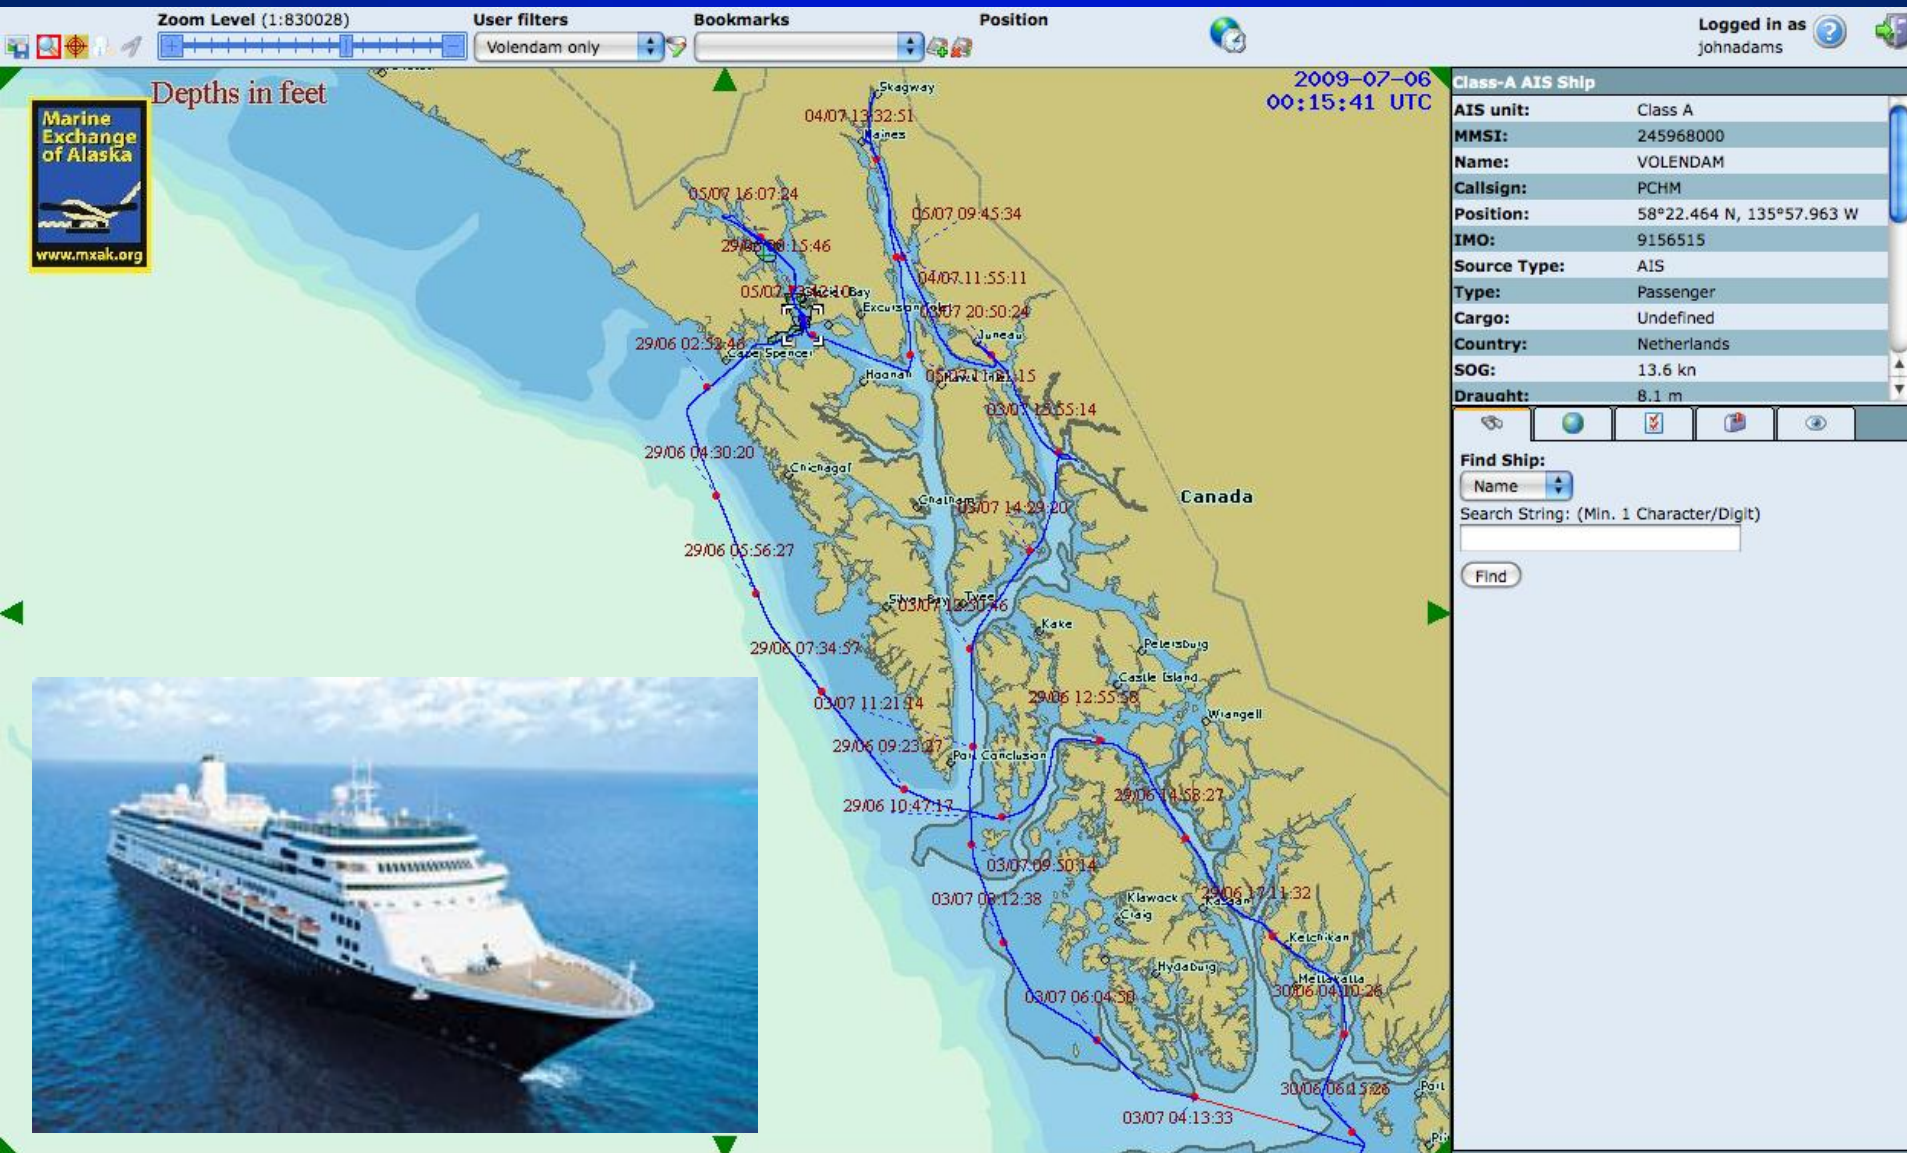 Zoom Level (1:830028)
User filters
Bookmarks
Position
Logged in as
johnadams
Volendam only
Depths in feet
2009-07-06
00:15:41 UTC
Marine
Exchange
of Alaska
www.mxak.org
Skagway
04/07 13:32:51
Haines
05/07 16:07:24
05/07 09:45:34
04/07 11:55:11
03/07 20:50:24
Juneau
29/06 02:52:46
Cape Spencer
Hoonah
03/07 15:55:14
29/06 04:30:20
Chichagof
Chatham
03/07 14:29:20
Canada
29/06 05:56:27
Tyee
Kake
Petersburg
29/06 07:34:57
Castle Island
29/06 12:55:58
03/07 11:21:14
Wrangell
29/06 09:23:27
Port Conclusion
29/06 10:47:17
29/06 14:58:27
03/07 09:50:14
03/07 08:12:38
Klawock
Craig
29/06 17:11:32
Kasaan
Ketchikan
Hydaburg
Metlakatla
03/07 06:04:50
30/06 04:10:26
30/06 06:15:26
03/07 04:13:33
Class-A AIS Ship
AIS unit: Class A
MMSI: 245968000
Name: VOLENDAM
Callsign: PCHM
Position: 58°22.464 N, 135°57.963 W
IMO: 9156515
Source Type: AIS
Type: Passenger
Cargo: Undefined
Country: Netherlands
SOG: 13.6 kn
Draught: 8.1 m
Find Ship:
Name
Search String: (Min. 1 Character/Digit)
Find